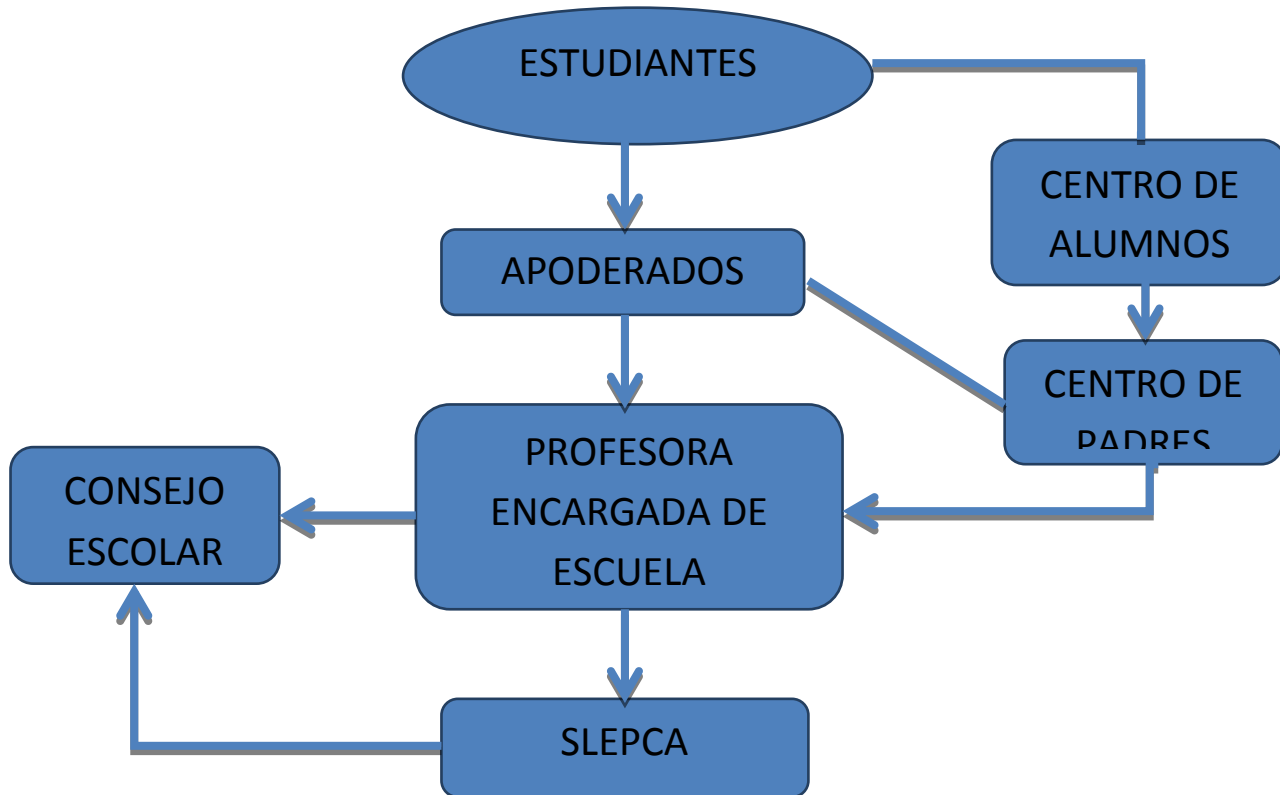 ESTUDIANTES
CENTRO DE
ALUMNOS
APODERADOS
CENTRO DE
PADRES
PROFESORA
ENCARGADA DE
ESCUELA
CONSEJO
ESCOLAR
SLEPCA